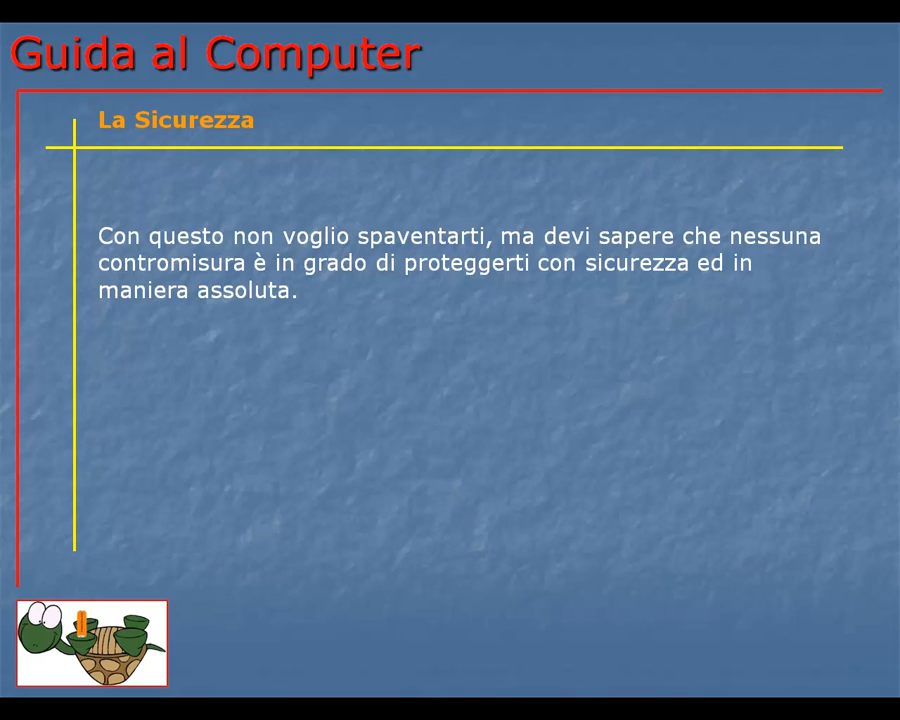 Guida al Computer
La Sicurezza
Con questo non voglio spaventarti, ma devi sapere che nessuna
contromisura è in grado di proteggerti con sicurezza ed in
maniera assoluta.